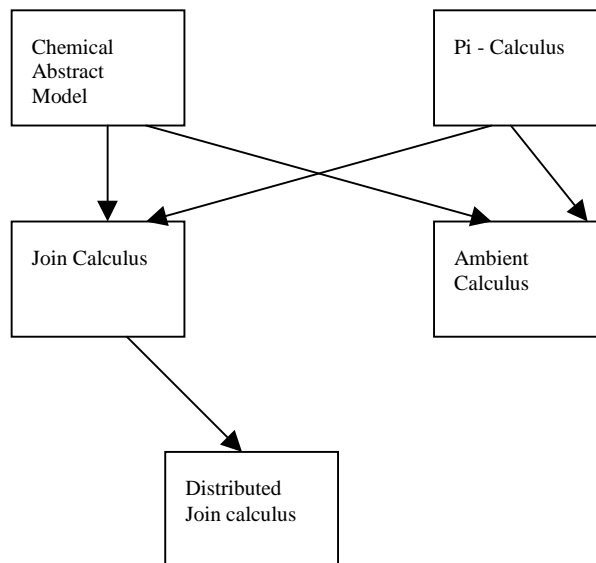 Chemical
Abstract
Model
Pi - Calculus
Join Calculus
Ambient
Calculus
Distributed
Join calculus